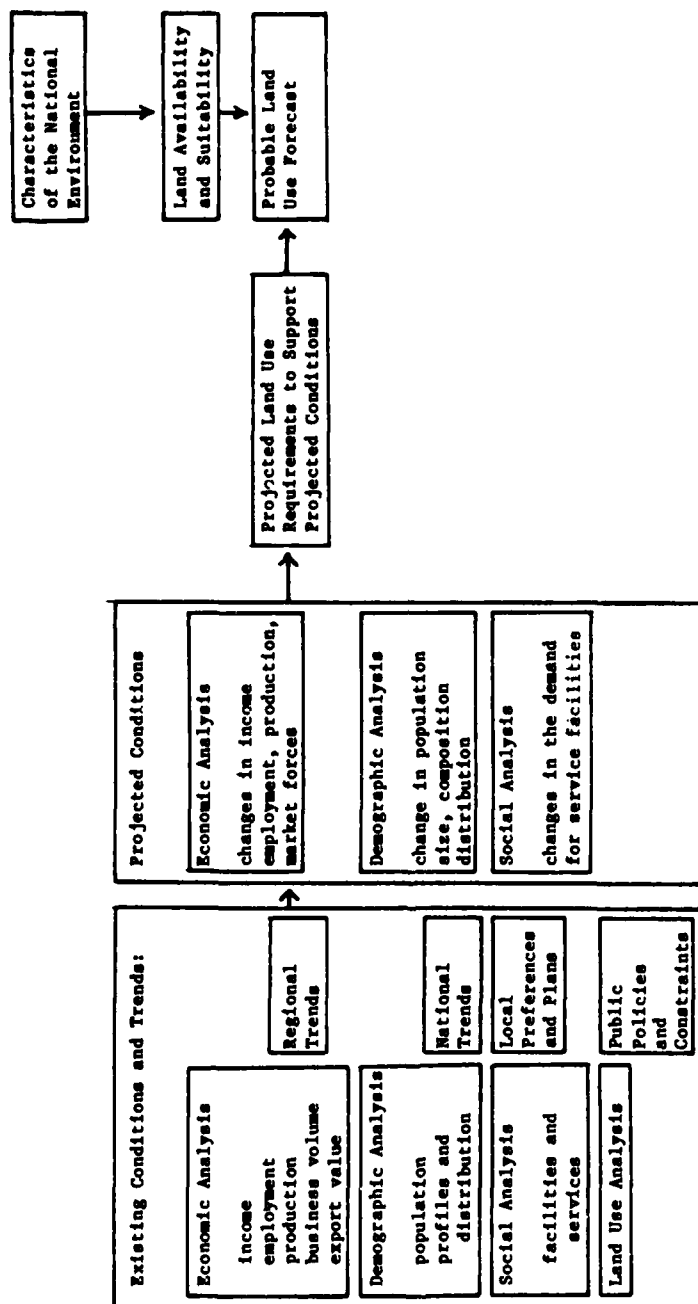 Existing Conditions and Trends:
Economic Analysis
income
employment
production
business volume
export value
Regional
Trends
Demographic Analysis
population
profiles and
distribution
National
Trends
Social Analysis
facilities and
services
Local
Preferences
and Plans
Land Use Analysis
Public
Policies
and
Constraints
Projected Conditions
Economic Analysis
changes in income
employment, production,
market forces
Demographic Analysis
change in population
size, composition
distribution
Social Analysis
changes in the demand
for service facilities
Projected Land Use
Requirements to Support
Projected Conditions
Characteristics
of the National
Environment
Land Availability
and Suitability
Probable Land
Use Forecast